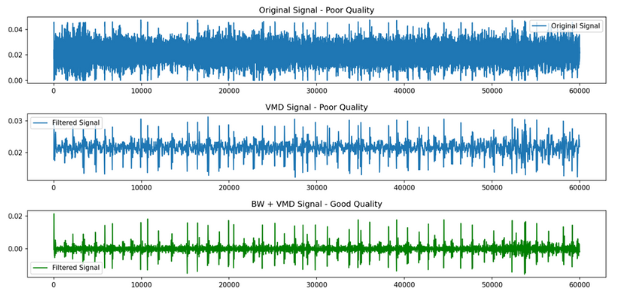 Original Signal - Poor Quality
Original Signal
0.04
0.02
0.00
0 10000 20000 30000 40000 50000 60000
VMD Signal - Poor Quality
Filtered Signal
0.03
0.02
0 10000 20000 30000 40000 50000 60000
BW + VMD Signal - Good Quality
0.02
0.00
Filtered Signal
0 10000 20000 30000 40000 50000 60000